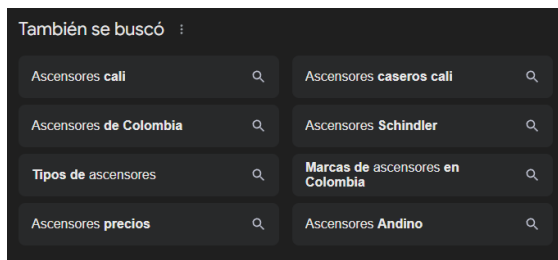 También se buscó
Ascensores cali
Ascensores caseros cali
Ascensores de Colombia
Ascensores Schindler
Tipos de ascensores
Marcas de ascensores en
Colombia
Ascensores precios
Ascensores Andino